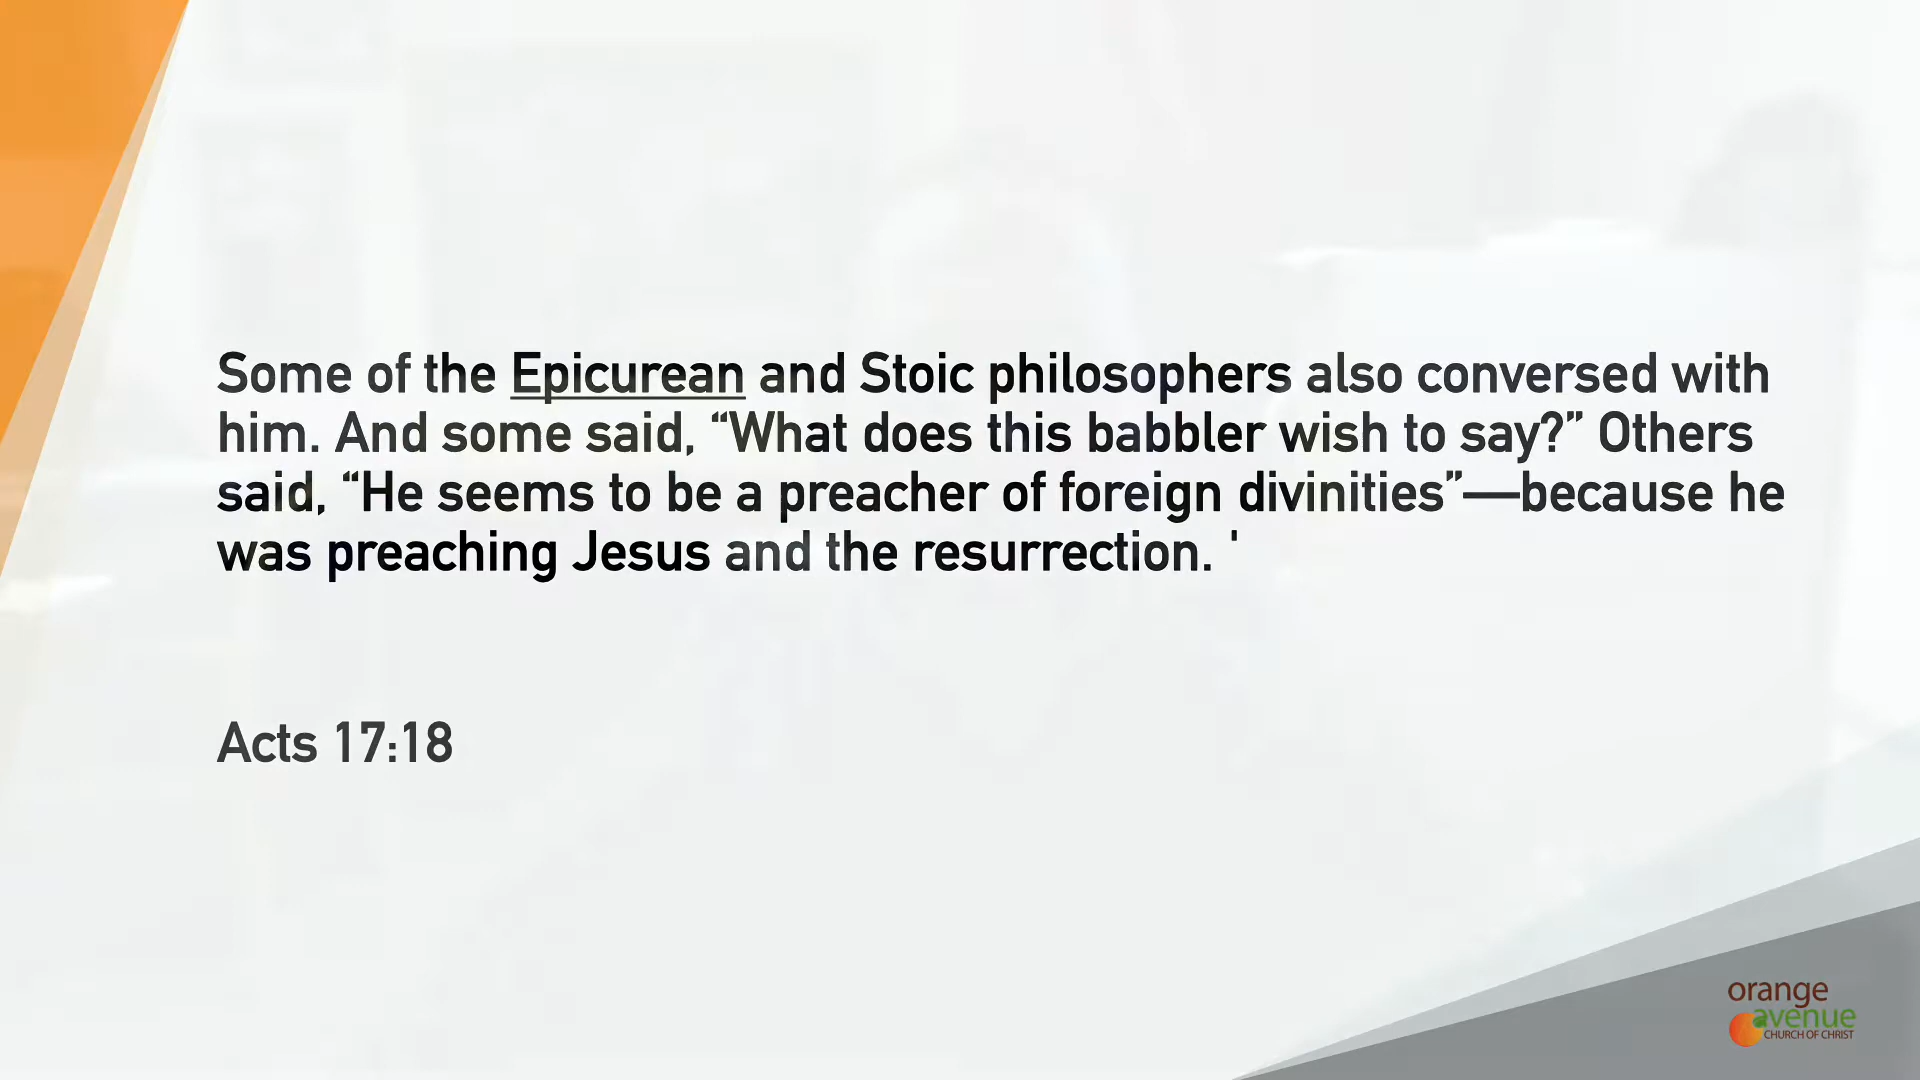 Some of the Epicurean and Stoic philosophers also conversed with
him. And some said, “What does this babbler wish to say?” Others
said, “He seems to be a preacher of foreign divinities”—because he
was preaching Jesus and the resurrection. '
Acts 17:18
orange
avenue
CHURCH OF CHRIST